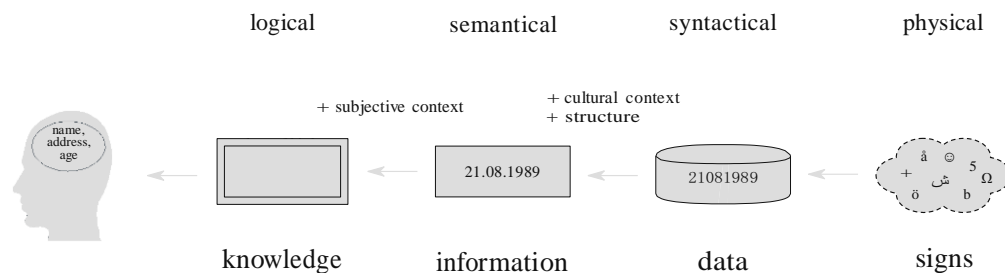 logical semantical syntactical physical
+ subjective context
+ cultural context
+ structure
name,
address,
age
21.08.1989
21081989
å ☺
+ ش 5 Ω
ö b
knowledge information data signs